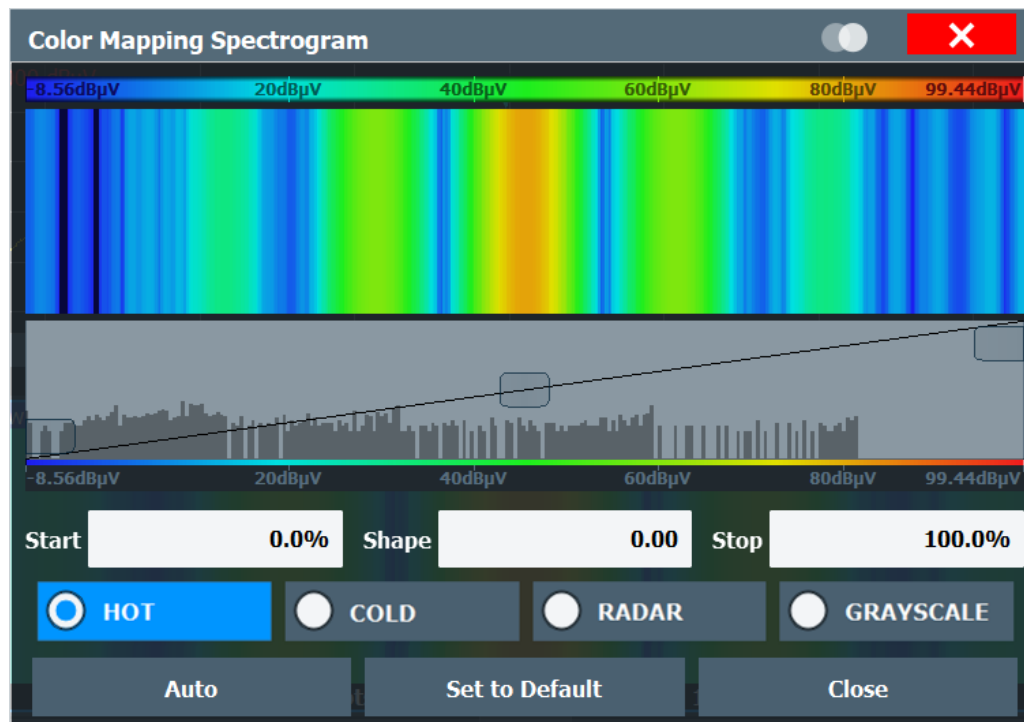 Color Mapping Spectrogram
-8.56dBµV 20dBµV 40dBµV 60dBµV 80dBµV 99.44dBµV
-8.56dBµV 20dBµV 40dBµV 60dBµV 80dBµV 99.44dBµV
Start 0.0% Shape 0.00 Stop 100.0%
HOT COLD RADAR GRAYSCALE
Auto Set to Default Close